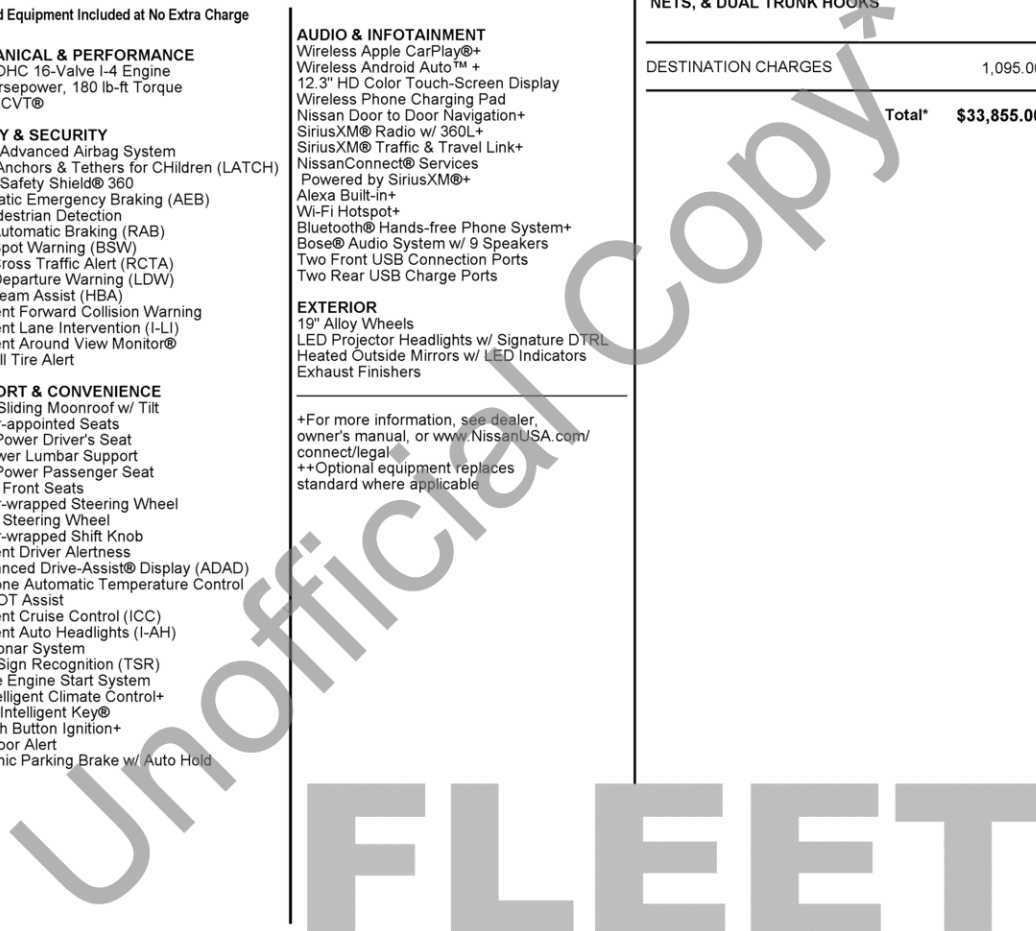 d Equipment Included at No Extra Charge
ANICAL & PERFORMANCE
OHC 16-Valve I-4 Engine
rsepower, 180 lb-ft Torque
CVT®
Y & SECURITY
Advanced Airbag System
Anchors & Tethers for CHildren (LATCH)
Safety Shield® 360
atic Emergency Braking (AEB)
destrian Detection
utomatic Braking (RAB)
pot Warning (BSW)
ross Traffic Alert (RCTA)
eparture Warning (LDW)
eam Assist (HBA)
ent Forward Collision Warning
ent Lane Intervention (I-LI)
ent Around View Monitor®
ll Tire Alert
ORT & CONVENIENCE
Sliding Moonroof w/ Tilt
r-appointed Seats
Power Driver's Seat
wer Lumbar Support
Power Passenger Seat
Front Seats
r-wrapped Steering Wheel
Steering Wheel
r-wrapped Shift Knob
ent Driver Alertness
anced Drive-Assist® Display (ADAD)
one Automatic Temperature Control
OT Assist
ent Cruise Control (ICC)
ent Auto Headlights (I-AH)
onar System
Sign Recognition (TSR)
e Engine Start System
elligent Climate Control+
Intelligent Key®
h Button Ignition+
oor Alert
nic Parking Brake w/ Auto Hold
AUDIO & INFOTAINMENT
Wireless Apple CarPlay®+
Wireless Android Auto™ +
12.3" HD Color Touch-Screen Display
Wireless Phone Charging Pad
Nissan Door to Door Navigation+
SiriusXM® Radio w/ 360L+
SiriusXM® Traffic & Travel Link+
NissanConnect® Services
Powered by SiriusXM®+
Alexa Built-in+
Wi-Fi Hotspot+
Bluetooth® Hands-free Phone System+
Bose® Audio System w/ 9 Speakers
Two Front USB Connection Ports
Two Rear USB Charge Ports
EXTERIOR
19" Alloy Wheels
LED Projector Headlights w/ Signature DTRL
Heated Outside Mirrors w/ LED Indicators
Exhaust Finishers
+For more information, see dealer,
owner's manual, or www.NissanUSA.com/
connect/legal
++Optional equipment replaces
standard where applicable
NETS, & DUAL TRUNK HOOKS
DESTINATION CHARGES 1,095.00
Total* $33,855.00
Unofficial Copy*
FLEET